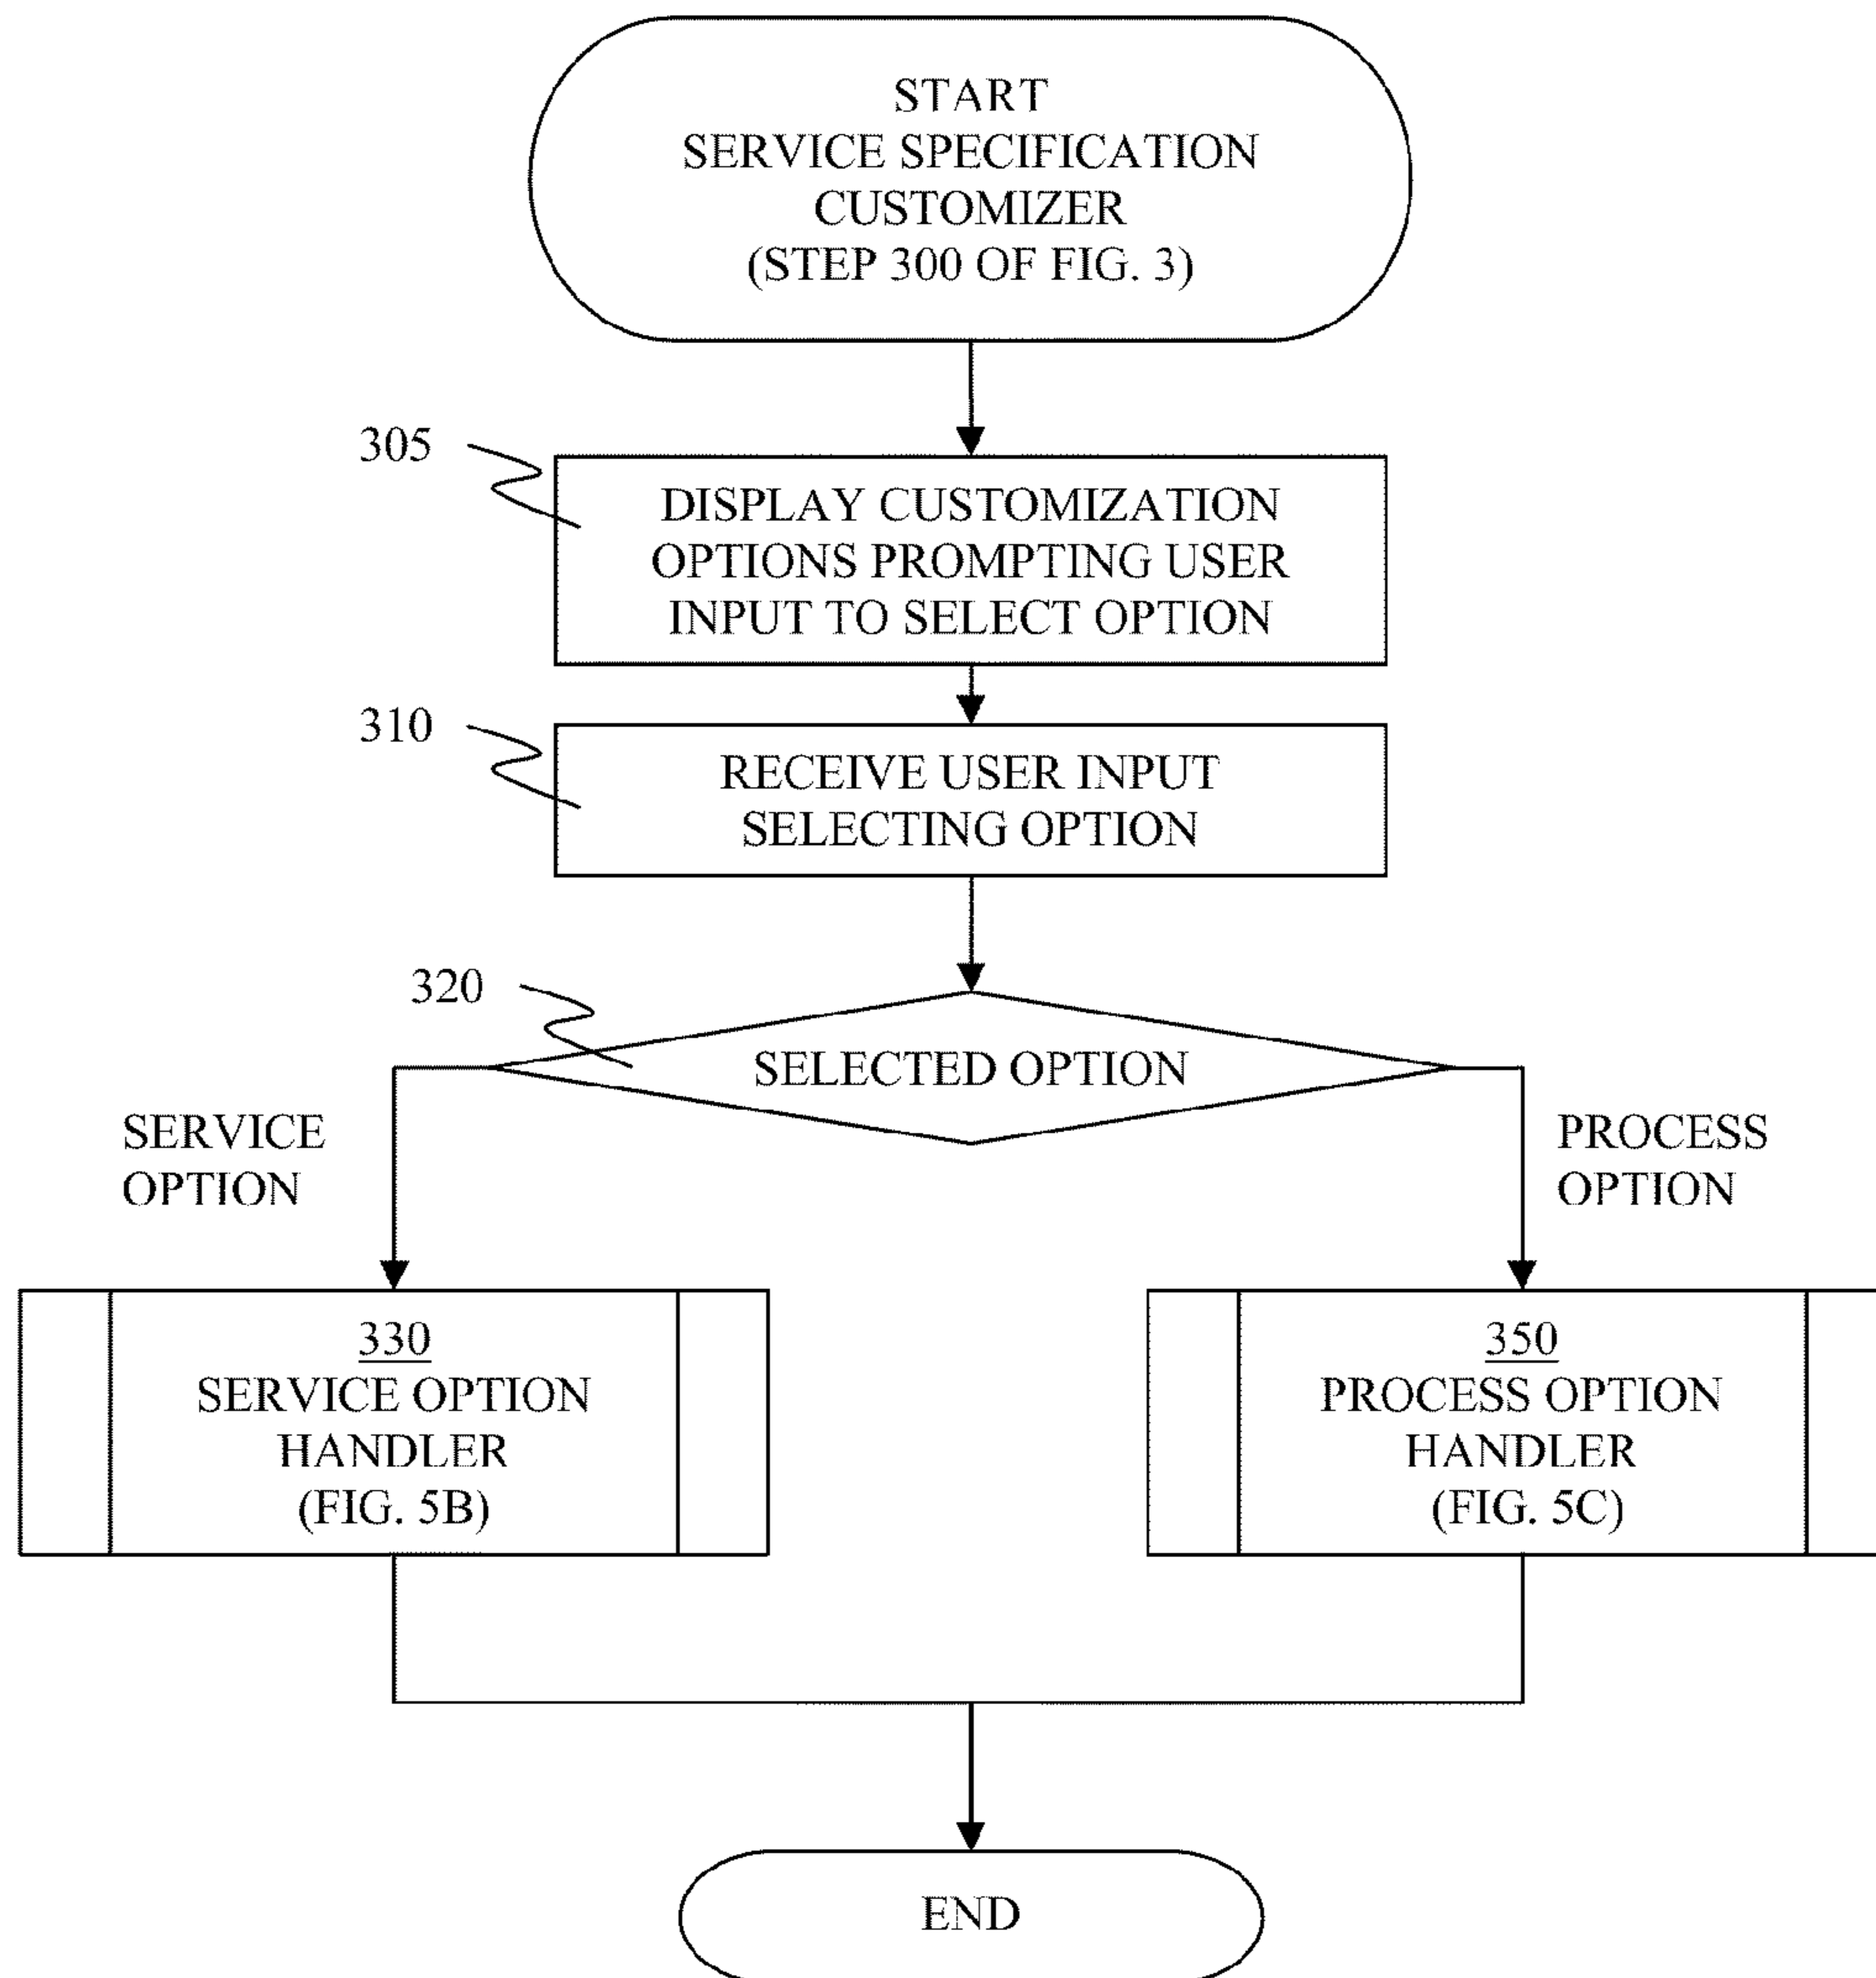 START
SERVICE SPECIFICATION
CUSTOMIZER
(STEP 300 OF FIG. 3)
305
DISPLAY CUSTOMIZATION
OPTIONS PROMPTING USER
INPUT TO SELECT OPTION
310
RECEIVE USER INPUT
SELECTING OPTION
320
SELECTED OPTION
SERVICE
OPTION
PROCESS
OPTION
330
SERVICE OPTION
HANDLER
(FIG. 5B)
350
PROCESS OPTION
HANDLER
(FIG. 5C)
END